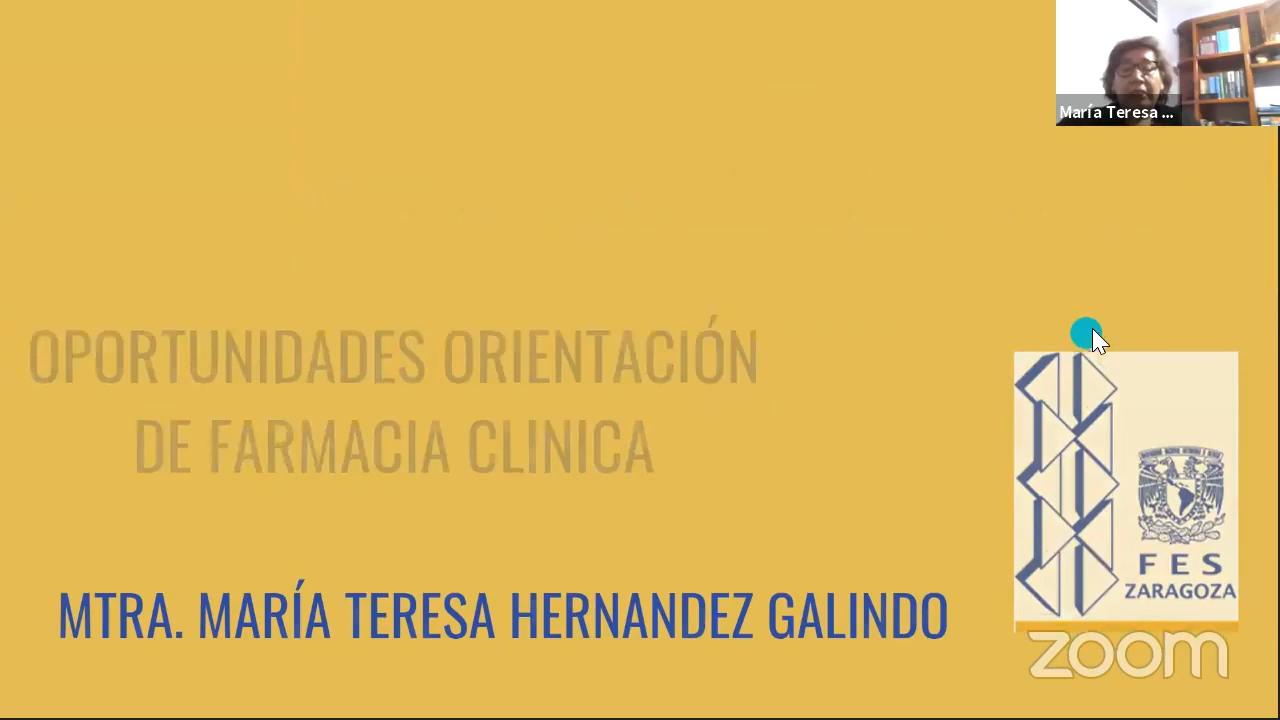 María Teresa ...
OPORTUNIDADES ORIENTACIÓN
DE FARMACIA CLINICA
MTRA. MARÍA TERESA HERNANDEZ GALINDO
FES
ZARAGOZA
zoom